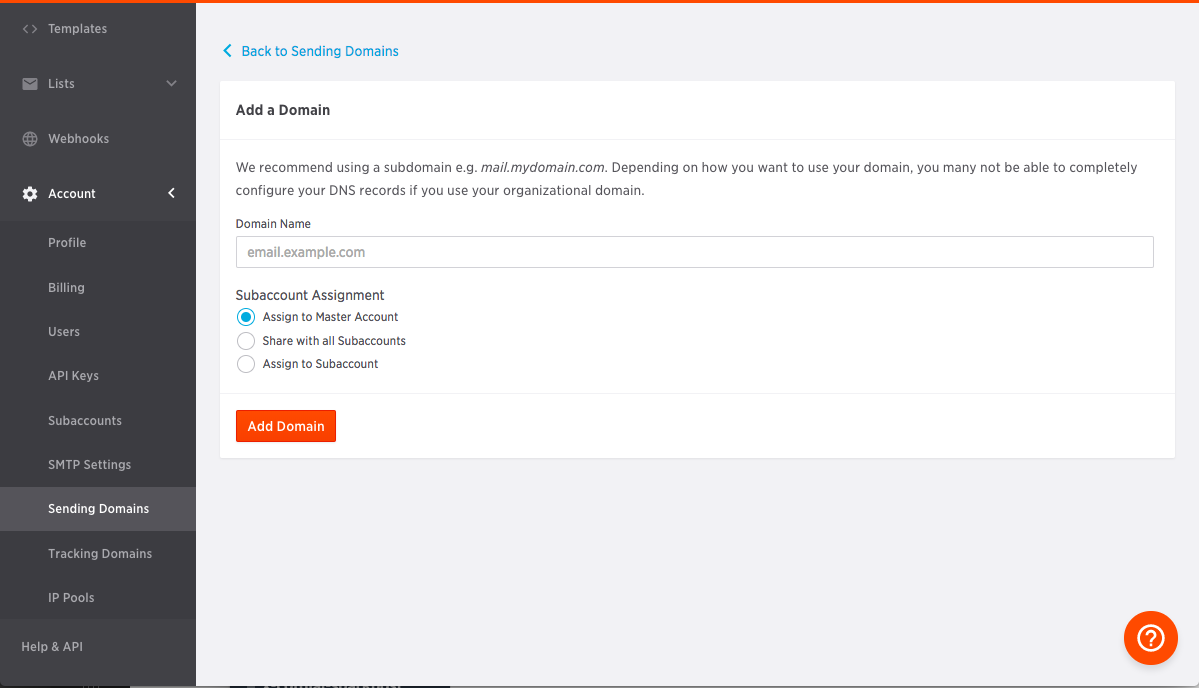 Templates
Lists
Webhooks
Account
Profile
Billing
Users
API Keys
Subaccounts
SMTP Settings
Sending Domains
Tracking Domains
IP Pools
Help & API
Back to Sending Domains
Add a Domain
We recommend using a subdomain e.g. mail.mydomain.com. Depending on how you want to use your domain, you many not be able to completely
configure your DNS records if you use your organizational domain.
Domain Name
email.example.com
Subaccount Assignment
Assign to Master Account
Share with all Subaccounts
Assign to Subaccount
Add Domain